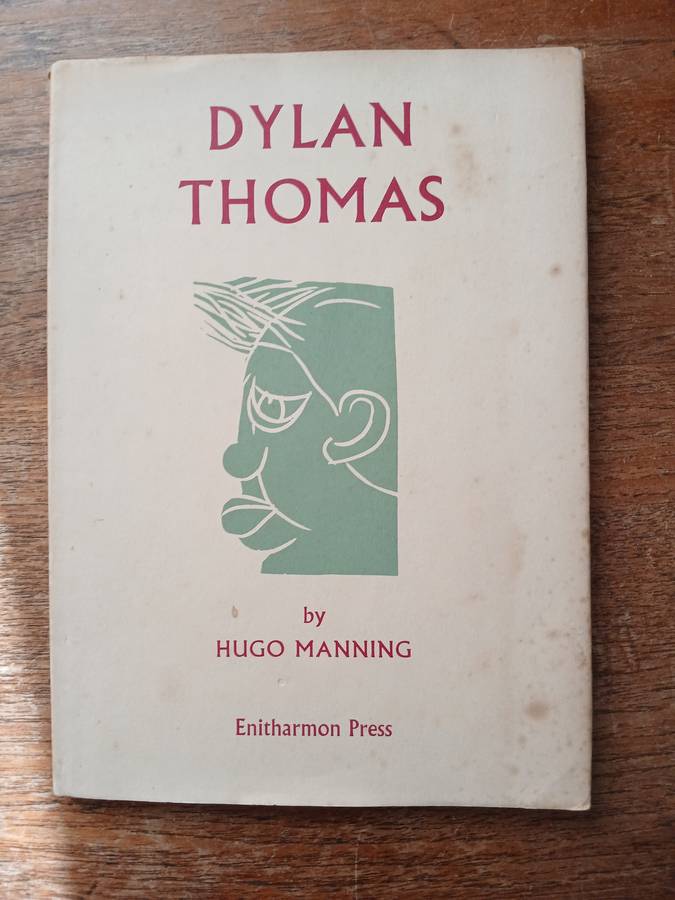 DYLAN
THOMAS
by
HUGO MANNING
Enitharmon Press